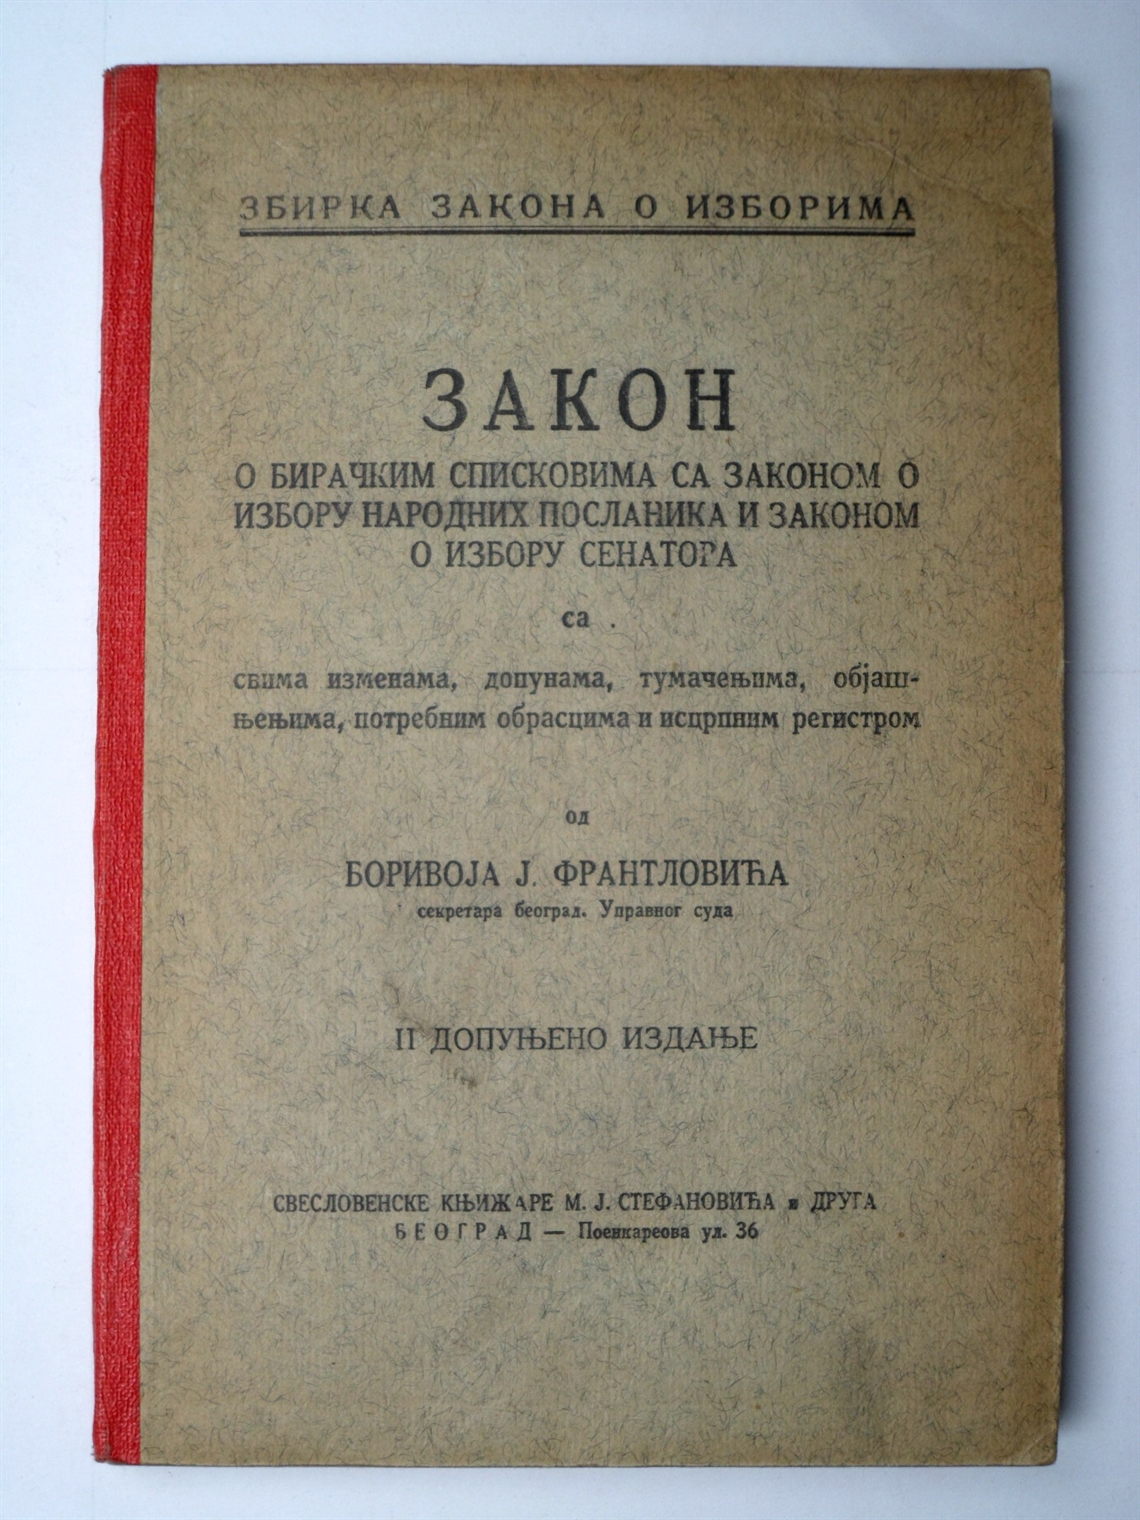 ЗБИРКА ЗАКОНА О ИЗБОРИМА
ЗАКОН
О БИРАЧКИМ СПИСКОВИМА СА ЗАКОНОМ О
ИЗБОРУ НАРОДНИХ ПОСЛАНИКА И ЗАКОНОМ
О ИЗБОРУ СЕНАТОРА
са
свима изменама, допунама, тумачењима, објаш-
њењима, потребним обрасцима и исцрпним регистром
од
БОРИВОЈА Ј. ФРАНТЛОВИЋА
секретара београд. Управног суда
II ДОПУЊЕНО ИЗДАЊЕ
СВЕСЛОВЕНСКЕ КЊИЖАРЕ М. Ј. СТЕФАНОВИЋА и ДРУГА
БЕОГРАД — Поенкареова ул. 36